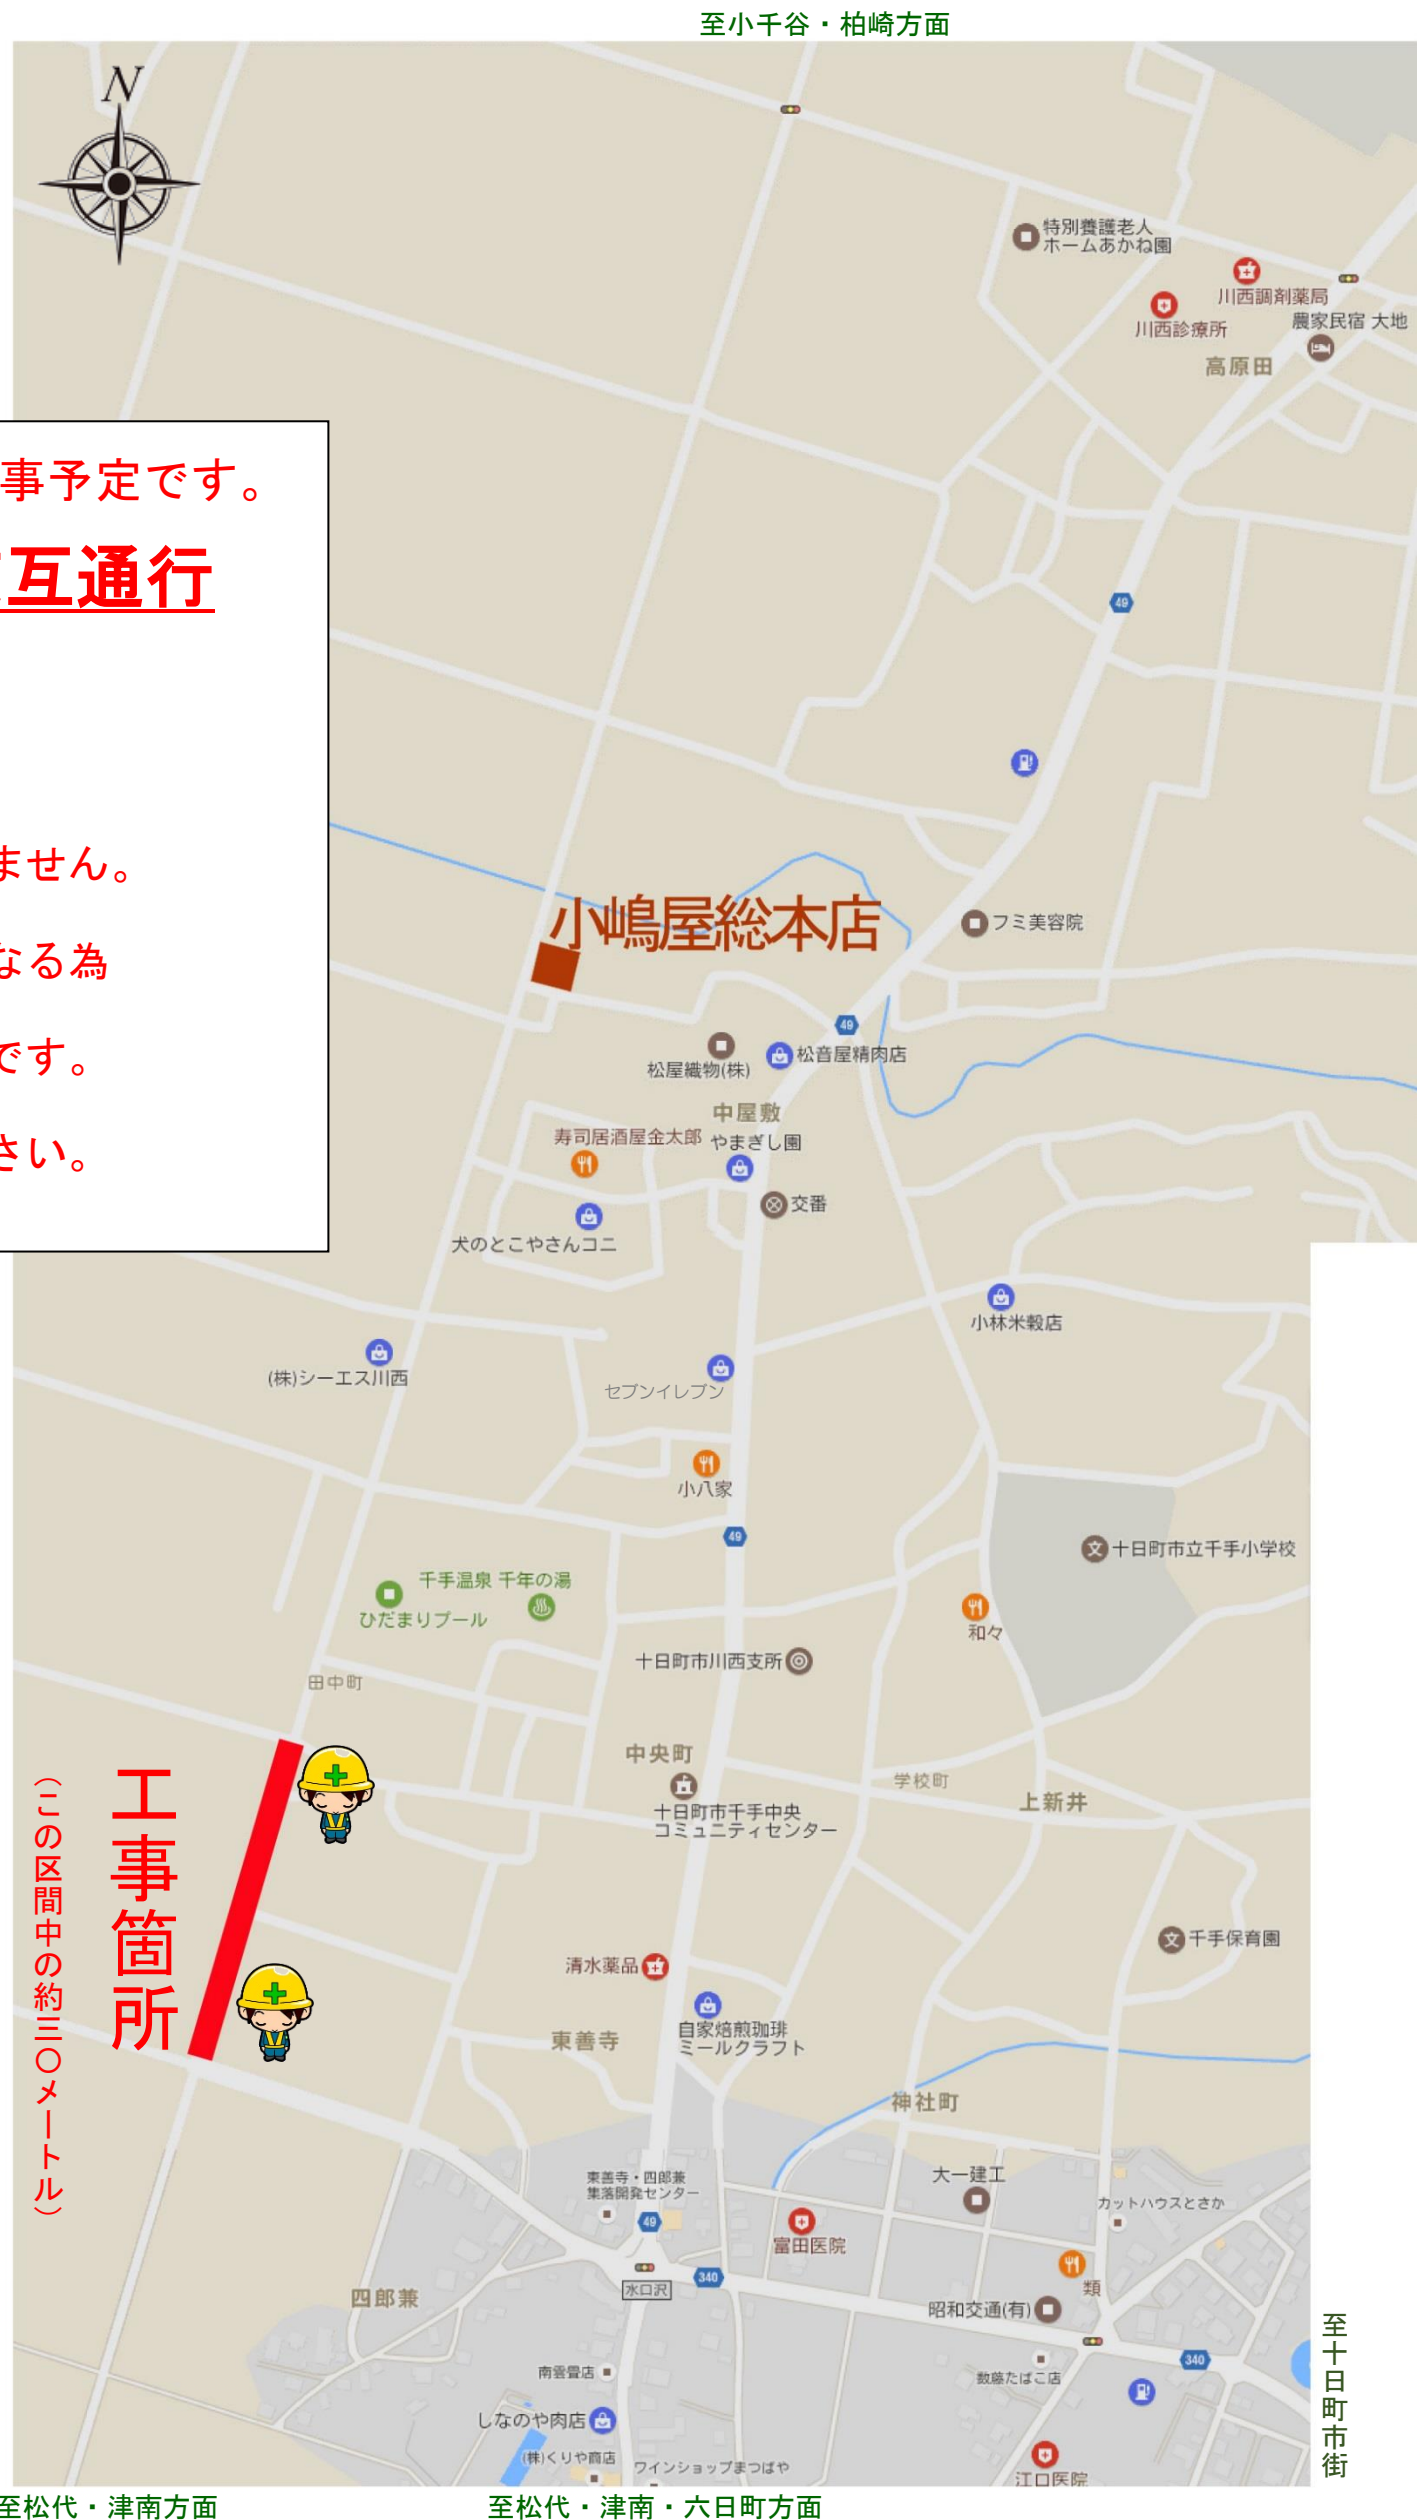 至小千谷・柏崎方面
N
特別養護老人
ホームあかね園
川西調剤薬局
農家民宿 大地
川西診療所
高原田
事予定です。
互通行
ません。
なる為
です。
さい。
49
小嶋屋総本店
フミ美容院
49
松屋織物(株)
松音屋精肉店
中屋敷
寿司居酒屋金太郎
やまぎし園
交番
犬のとこやさんコニ
小林米穀店
(株)シーエス川西
セブンイレブン
小八家
49
十日町市立千手小学校
千手温泉 千年の湯
ひだまりプール
和々
十日町市川西支所
田中町
中央町
学校町
上新井
十日町市千手中央
コミュニティセンター
工事箇所
（この区間中の約三〇メートル）
千手保育園
清水薬品
自家焙煎珈琲
ミールクラフト
東善寺
神社町
大一建工
東善寺・四郎兼
集落開発センター
カットハウスとさか
49
富田医院
340
水口沢
類
四郎兼
昭和交通(有)
340
南雲畳店
数藤たばこ店
しなのや肉店
(株)くりや商店
ワインショップまつばや
江口医院
至十日町市街
至松代・津南方面
至松代・津南・六日町方面